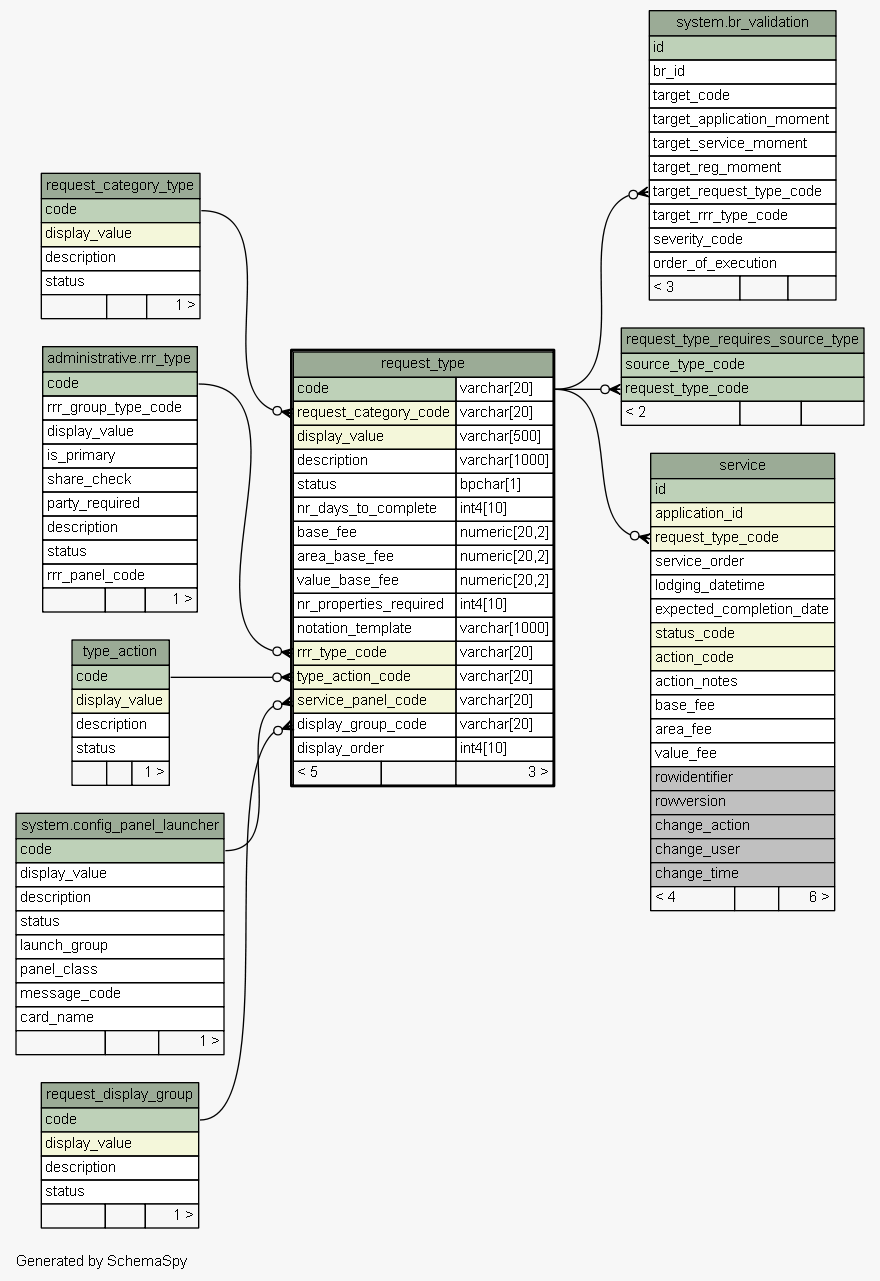 system.br_validation
id
br_id
target_code
target_application_moment
target_service_moment
target_reg_moment
target_request_type_code
target_rrr_type_code
severity_code
order_of_execution
< 3
request_category_type
code
display_value
description
status
1 >
administrative.rrr_type
code
rrr_group_type_code
display_value
is_primary
share_check
party_required
description
status
rrr_panel_code
1 >
type_action
code
display_value
description
status
1 >
system.config_panel_launcher
code
display_value
description
status
launch_group
panel_class
message_code
card_name
1 >
request_display_group
code
display_value
description
status
1 >
request_type
code varchar[20]
request_category_code varchar[20]
display_value varchar[500]
description varchar[1000]
status bpchar[1]
nr_days_to_complete int4[10]
base_fee numeric[20,2]
area_base_fee numeric[20,2]
value_base_fee numeric[20,2]
nr_properties_required int4[10]
notation_template varchar[1000]
rrr_type_code varchar[20]
type_action_code varchar[20]
service_panel_code varchar[20]
display_group_code varchar[20]
display_order int4[10]
< 5 3 >
request_type_requires_source_type
source_type_code
request_type_code
< 2
service
id
application_id
request_type_code
service_order
lodging_datetime
expected_completion_date
status_code
action_code
action_notes
base_fee
area_fee
value_fee
rowidentifier
rowversion
change_action
change_user
change_time
< 4 6 >
Generated by SchemaSpy